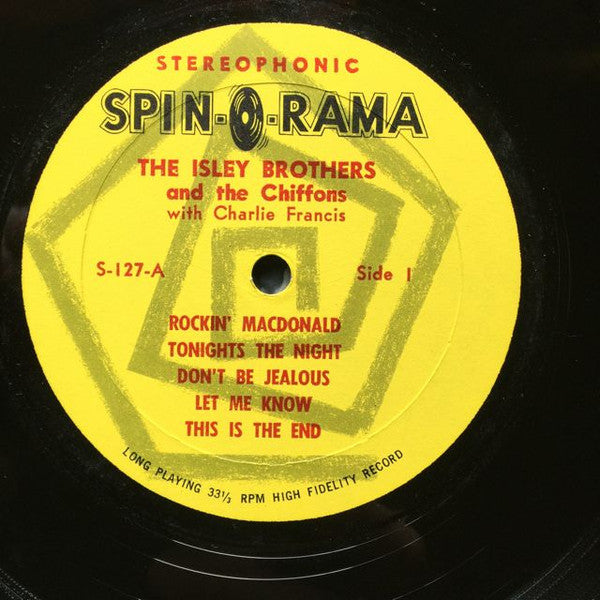 STEREOPHONIC
SPIN-O-RAMA
THE ISLEY BROTHERS
and the Chiffons
with Charlie Francis
S-127-A
Side 1
ROCKIN' MACDONALD
TONIGHTS THE NIGHT
DON'T BE JEALOUS
LET ME KNOW
THIS IS THE END
LONG PLAYING 33⅓ RPM HIGH FIDELITY RECORD